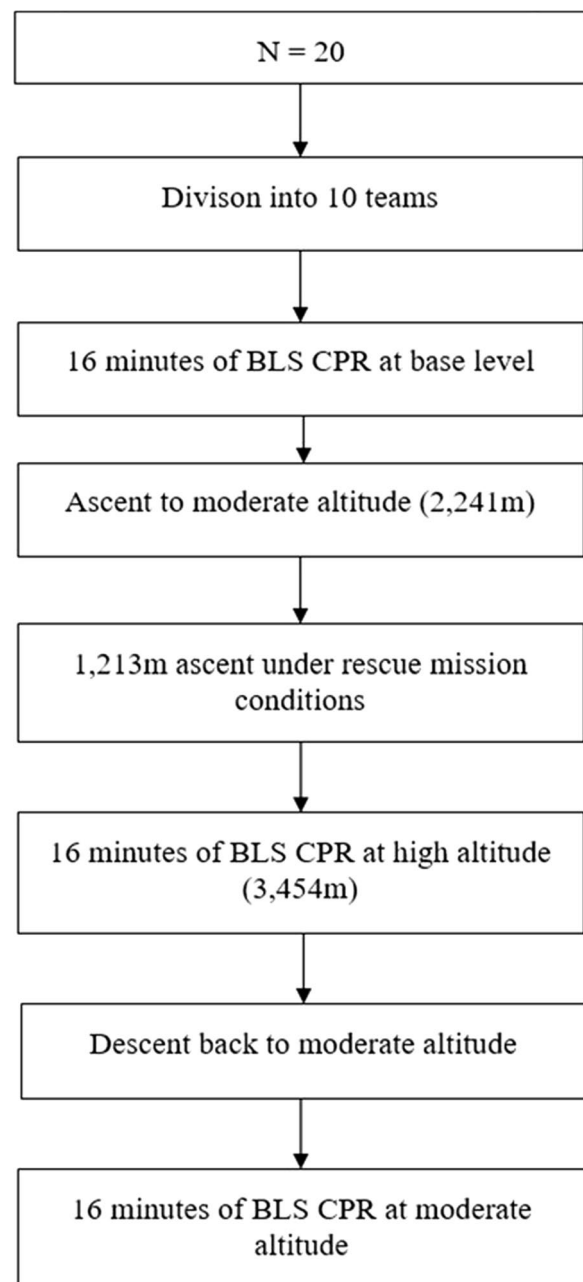 N = 20
Divison into 10 teams
16 minutes of BLS CPR at base level
Ascent to moderate altitude (2,241m)
1,213m ascent under rescue mission
conditions
16 minutes of BLS CPR at high altitude
(3,454m)
Descent back to moderate altitude
16 minutes of BLS CPR at moderate
altitude